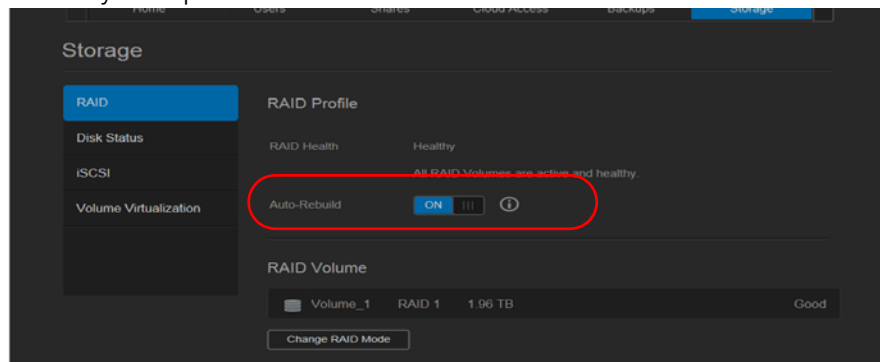 Home Users Shares Cloud Access Backups Storage
Storage
RAID
Disk Status
iSCSI
Volume Virtualization
RAID Profile
RAID Health Healthy
All RAID Volumes are active and healthy.
Auto-Rebuild ON
RAID Volume
Volume_1 RAID 1 1.96 TB Good
Change RAID Mode